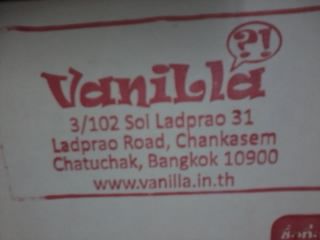 ?!
Vanilla
3/102 Soi Ladprao 31
Ladprao Road, Chankasem
Chatuchak, Bangkok 10900
www.vanilla.in.th